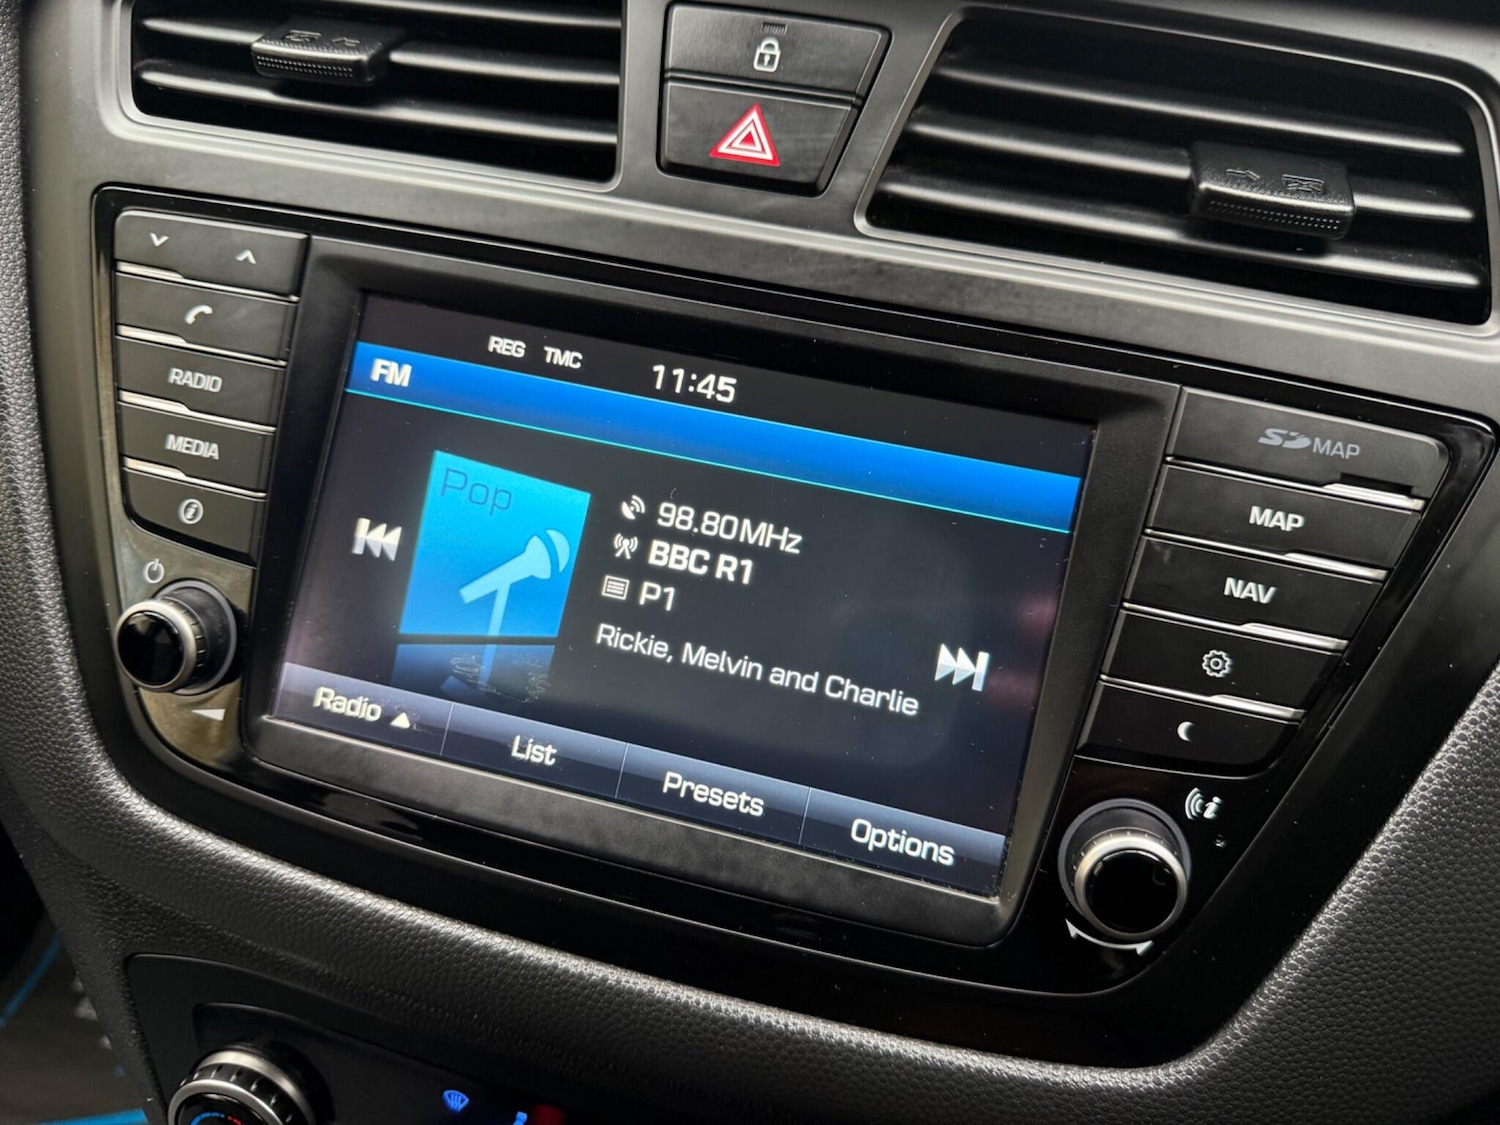 REG TMC 11:45
FM
Pop
98.80MHz
BBC R1
P1
Rickie, Melvin and Charlie
Radio ▲
List
Presets
Options
RADIO
MEDIA
SD MAP
MAP
NAV